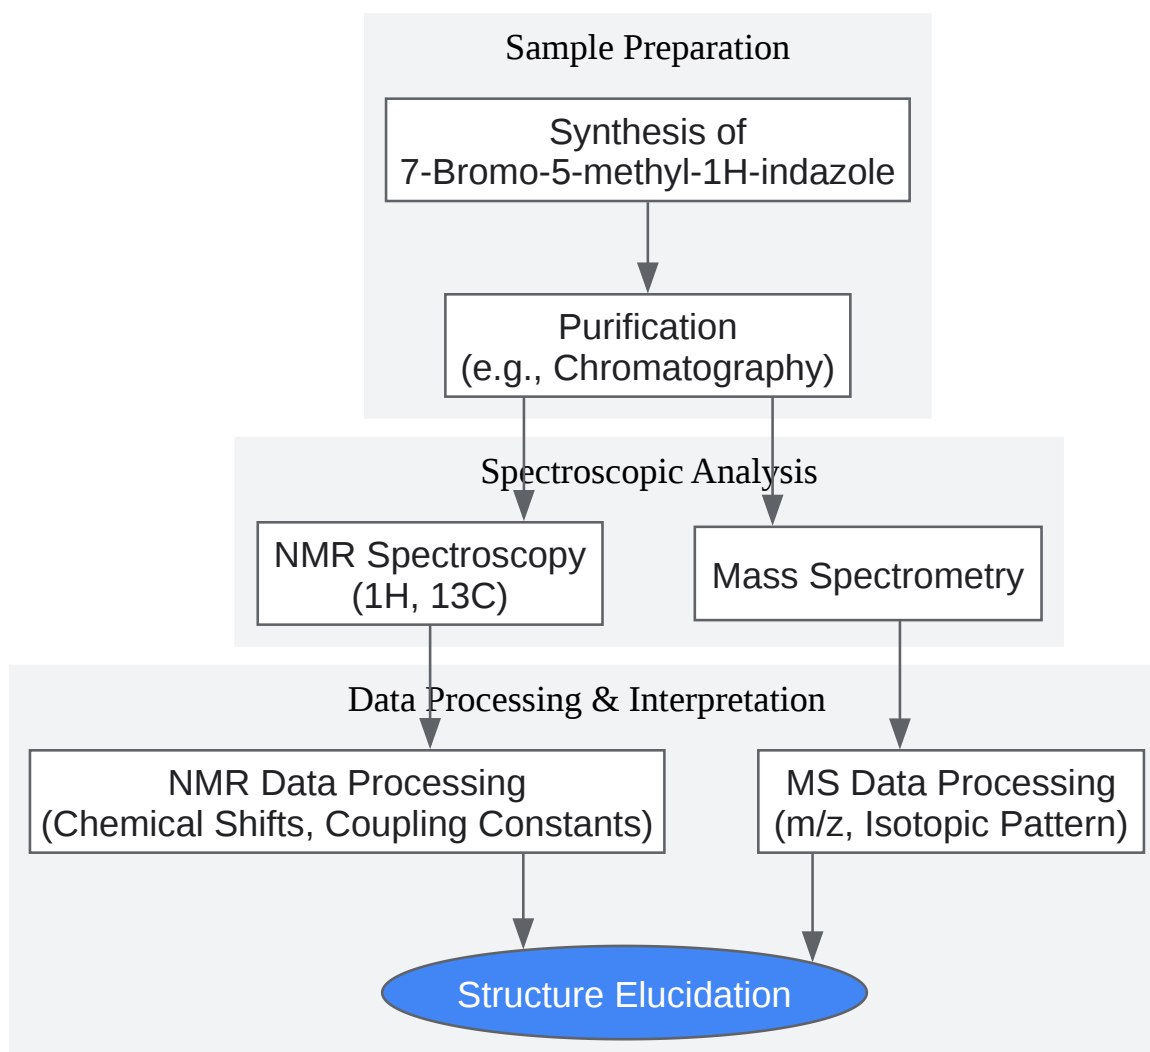 Sample Preparation
Synthesis of
7-Bromo-5-methyl-1H-indazole
Purification
(e.g., Chromatography)
Spectroscopic Analysis
NMR Spectroscopy
(1H, 13C)
Mass Spectrometry
Data Processing & Interpretation
NMR Data Processing
(Chemical Shifts, Coupling Constants)
MS Data Processing
(m/z, Isotopic Pattern)
Structure Elucidation